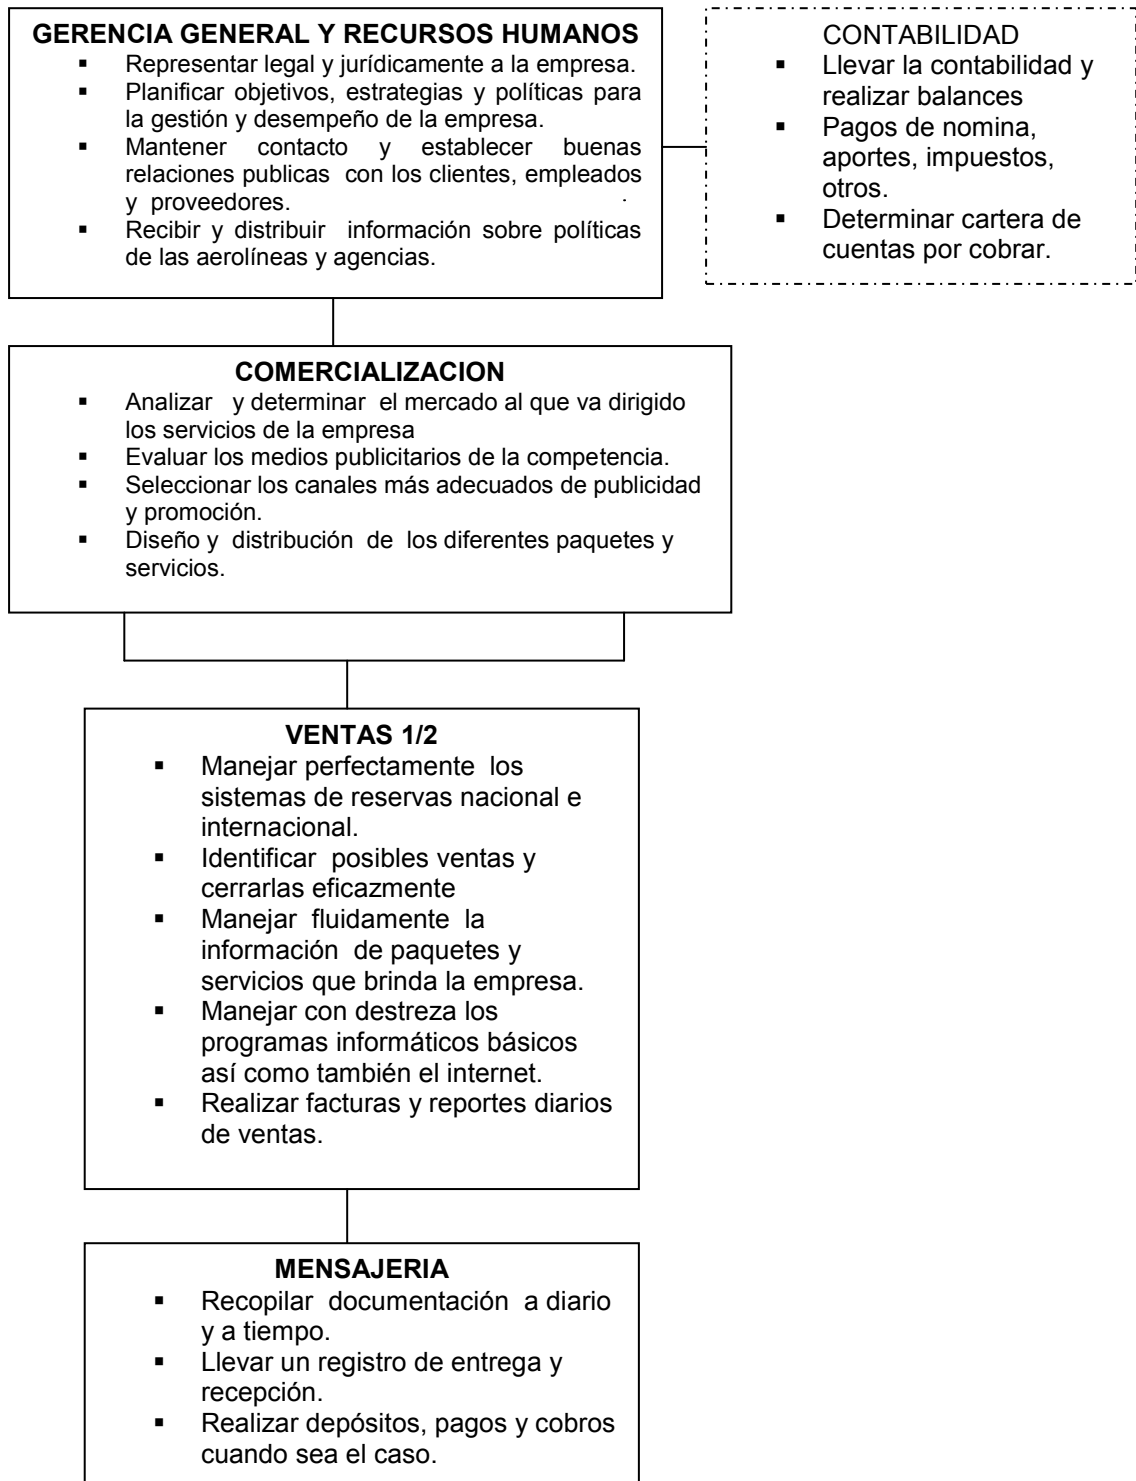 GERENCIA GENERAL Y RECURSOS HUMANOS
▪ Representar legal y jurídicamente a la empresa.
▪ Planificar objetivos, estrategias y políticas para
la gestión y desempeño de la empresa.
▪ Mantener contacto y establecer buenas
relaciones publicas con los clientes, empleados
y proveedores.
▪ Recibir y distribuir información sobre políticas
de las aerolíneas y agencias.
CONTABILIDAD
▪ Llevar la contabilidad y
realizar balances
▪ Pagos de nomina,
aportes, impuestos,
otros.
▪ Determinar cartera de
cuentas por cobrar.
COMERCIALIZACION
▪ Analizar y determinar el mercado al que va dirigido
los servicios de la empresa
▪ Evaluar los medios publicitarios de la competencia.
▪ Seleccionar los canales más adecuados de publicidad
y promoción.
▪ Diseño y distribución de los diferentes paquetes y
servicios.
VENTAS 1/2
▪ Manejar perfectamente los
sistemas de reservas nacional e
internacional.
▪ Identificar posibles ventas y
cerrarlas eficazmente
▪ Manejar fluidamente la
información de paquetes y
servicios que brinda la empresa.
▪ Manejar con destreza los
programas informáticos básicos
así como también el internet.
▪ Realizar facturas y reportes diarios
de ventas.
MENSAJERIA
▪ Recopilar documentación a diario
y a tiempo.
▪ Llevar un registro de entrega y
recepción.
▪ Realizar depósitos, pagos y cobros
cuando sea el caso.